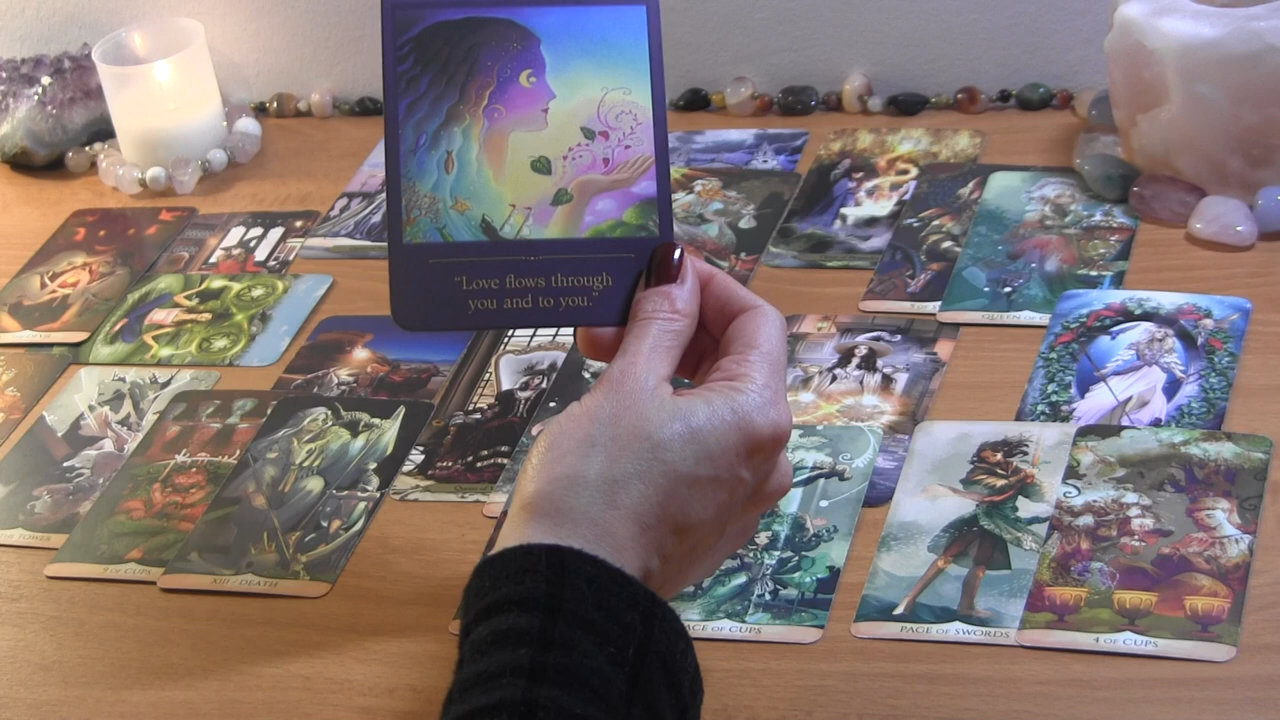 “Love flows through
you and to you.”
QUEEN OF
THE TOWER
9 OF CUPS
XIII / DEATH
ACE OF CUPS
PAGE OF SWORDS
4 OF CUPS